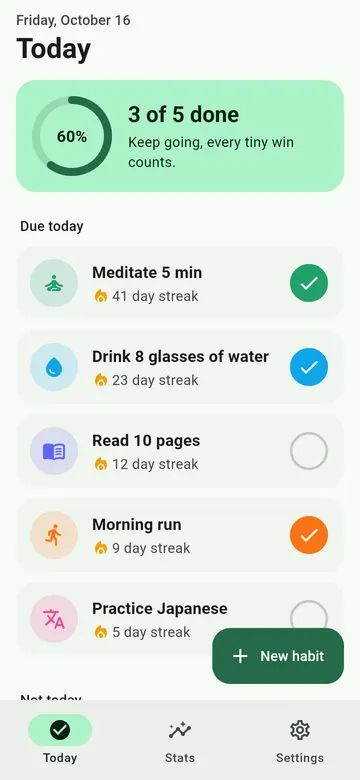 Friday, October 16
Today
60%
3 of 5 done
Keep going, every tiny win
counts.
Due today
Meditate 5 min
41 day streak
Drink 8 glasses of water
23 day streak
Read 10 pages
12 day streak
Morning run
9 day streak
Practice Japanese
5 day streak
New habit
Not today
Today
Stats
Settings